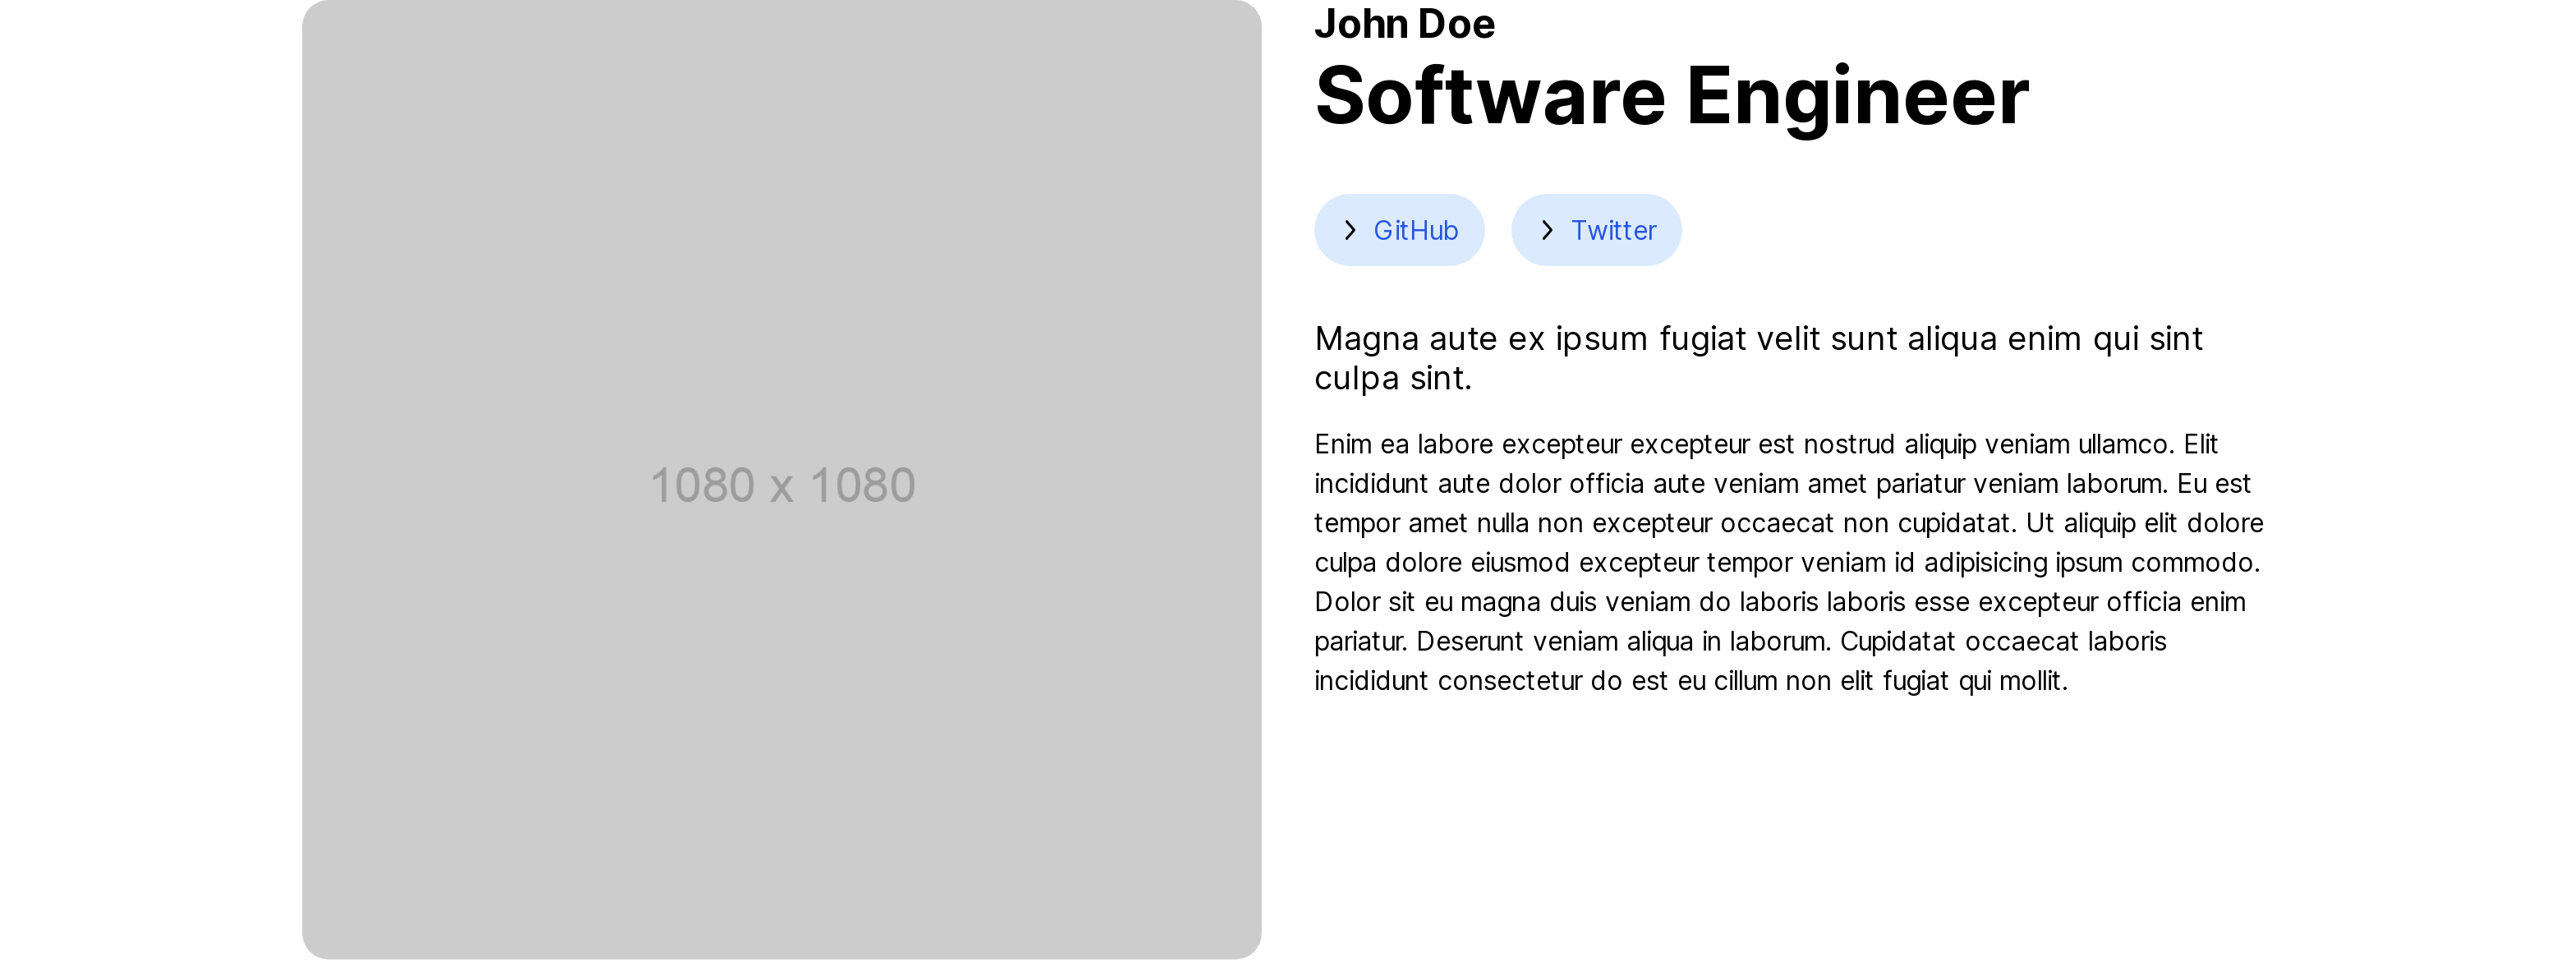 John Doe
Software Engineer
GitHub
Twitter
Magna aute ex ipsum fugiat velit sunt aliqua enim qui sint
culpa sint.
1080 x 1080
Enim ea labore excepteur excepteur est nostrud aliquip veniam ullamco. Elit
incididunt aute dolor officia aute veniam amet pariatur veniam laborum. Eu est
tempor amet nulla non excepteur occaecat non cupidatat. Ut aliquip elit dolore
culpa dolore eiusmod excepteur tempor veniam id adipisicing ipsum commodo.
Dolor sit eu magna duis veniam do laboris laboris esse excepteur officia enim
pariatur. Deserunt veniam aliqua in laborum. Cupidatat occaecat laboris
incididunt consectetur do est eu cillum non elit fugiat qui mollit.